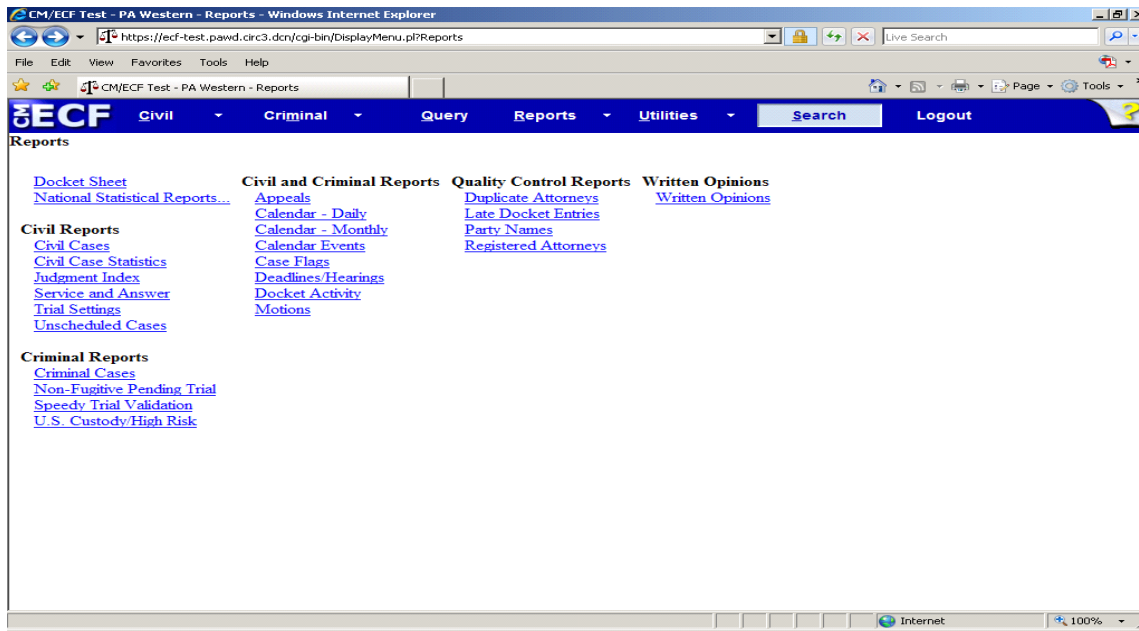 CM/ECF Test - PA Western - Reports - Windows Internet Explorer
https://ecf-test.pawd.circ3.dcn/cgi-bin/DisplayMenu.pl?Reports
Live Search
File Edit View Favorites Tools Help
CM/ECF Test - PA Western - Reports
Page Tools
CM ECF Civil Criminal Query Reports Utilities Search Logout ?
Reports
Docket Sheet
National Statistical Reports...
Civil Reports
Civil Cases
Civil Case Statistics
Judgment Index
Service and Answer
Trial Settings
Unscheduled Cases
Criminal Reports
Criminal Cases
Non-Fugitive Pending Trial
Speedy Trial Validation
U.S. Custody/High Risk
Civil and Criminal Reports
Appeals
Calendar - Daily
Calendar - Monthly
Calendar Events
Case Flags
Deadlines/Hearings
Docket Activity
Motions
Quality Control Reports
Duplicate Attorneys
Late Docket Entries
Party Names
Registered Attorneys
Written Opinions
Written Opinions
Internet
100%